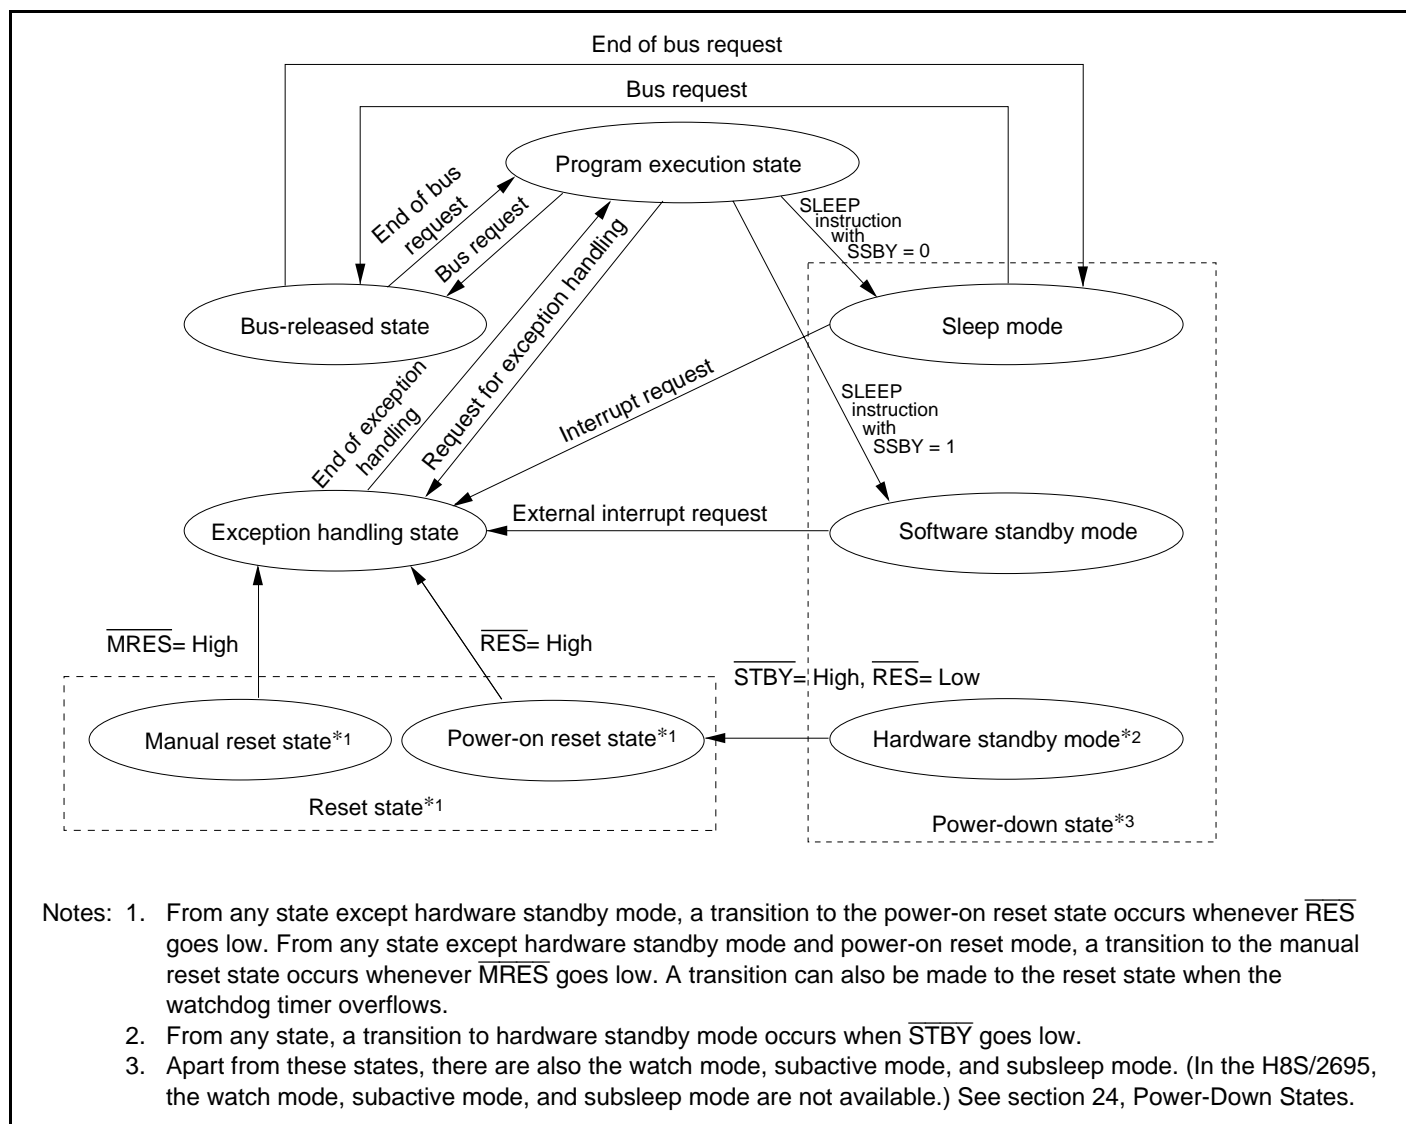 End of bus request
Bus request
Program execution state
End of bus
request
Bus request
SLEEP
instruction
with
SSBY = 0
Bus-released state
Sleep mode
End of exception
handling
Request for exception handling
Interrupt request
SLEEP
instruction
with
SSBY = 1
Exception handling state
External interrupt request
Software standby mode
MRES= High
RES= High
STBY= High, RES= Low
Manual reset state*1
Power-on reset state*1
Hardware standby mode*2
Reset state*1
Power-down state*3
Notes: 1. From any state except hardware standby mode, a transition to the power-on reset state occurs whenever RES
goes low. From any state except hardware standby mode and power-on reset mode, a transition to the manual
reset state occurs whenever MRES goes low. A transition can also be made to the reset state when the
watchdog timer overflows.
2. From any state, a transition to hardware standby mode occurs when STBY goes low.
3. Apart from these states, there are also the watch mode, subactive mode, and subsleep mode. (In the H8S/2695,
the watch mode, subactive mode, and subsleep mode are not available.) See section 24, Power-Down States.